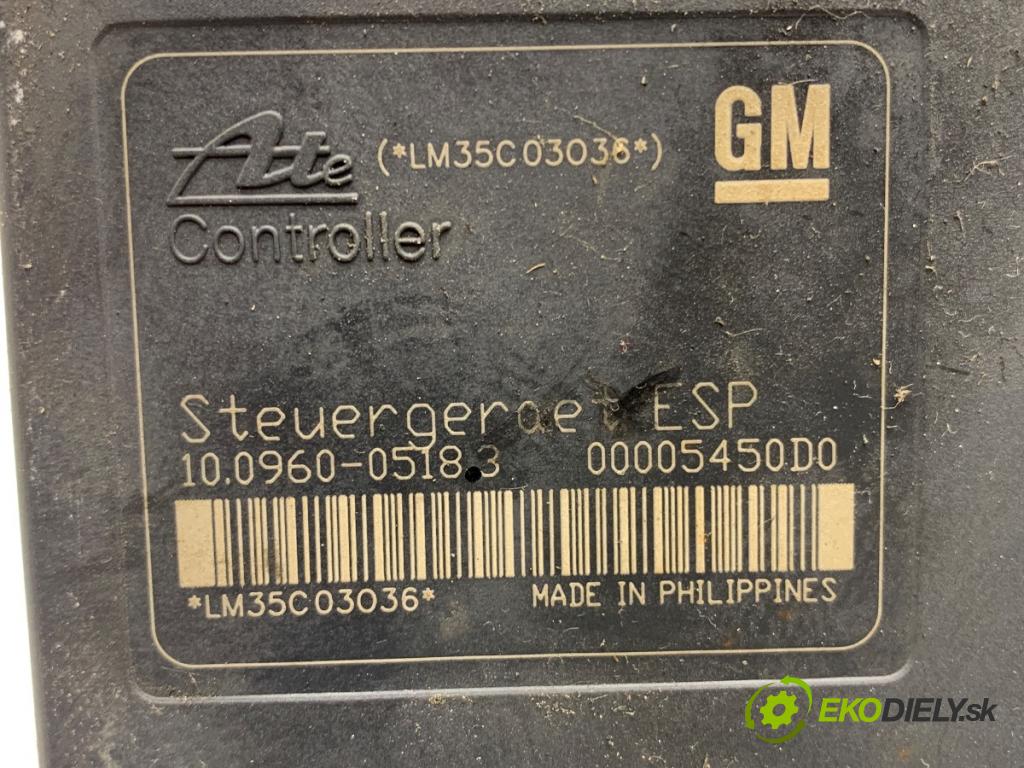 Ate (*LM35C03036*) GM
Controller
Steuergeraet ESP
10.0960-0518.3 00005450D0
*LM35C03036* MADE IN PHILIPPINES
EKODIELY.sk